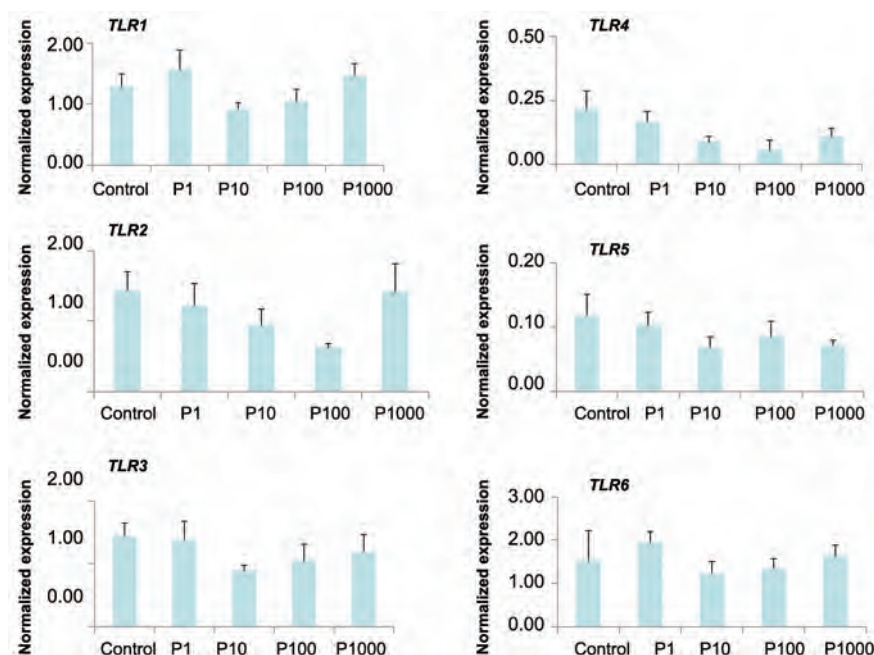 TLR1
Normalized expression
2.00
1.00
0.00
Control P1 P10 P100 P1000
TLR2
Normalized expression
2.00
1.00
0.00
Control P1 P10 P100 P1000
TLR3
Normalized expression
2.00
1.00
0.00
Control P1 P10 P100 P1000
TLR4
Normalized expression
0.50
0.25
0.00
Control P1 P10 P100 P1000
TLR5
Normalized expression
0.20
0.10
0.00
Control P1 P10 P100 P1000
TLR6
Normalized expression
3.00
2.00
1.00
0.00
Control P1 P10 P100 P1000